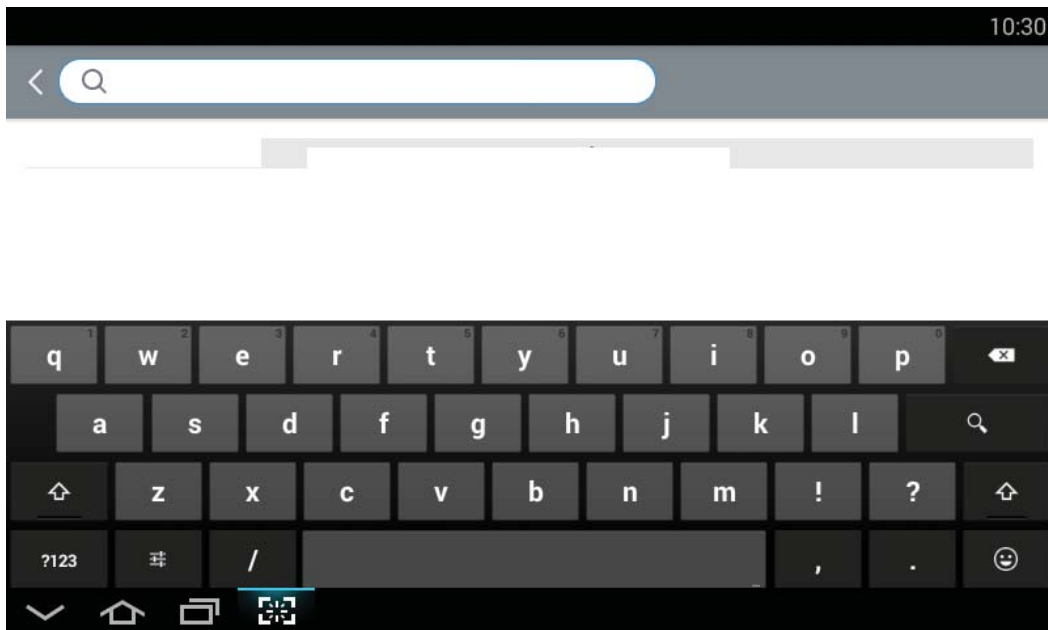 10:30
1 2 3 4 5 6 7 8 9 0
q w e r t y u i o p
a s d f g h j k l
z x c v b n m ! ?
?123 / , .